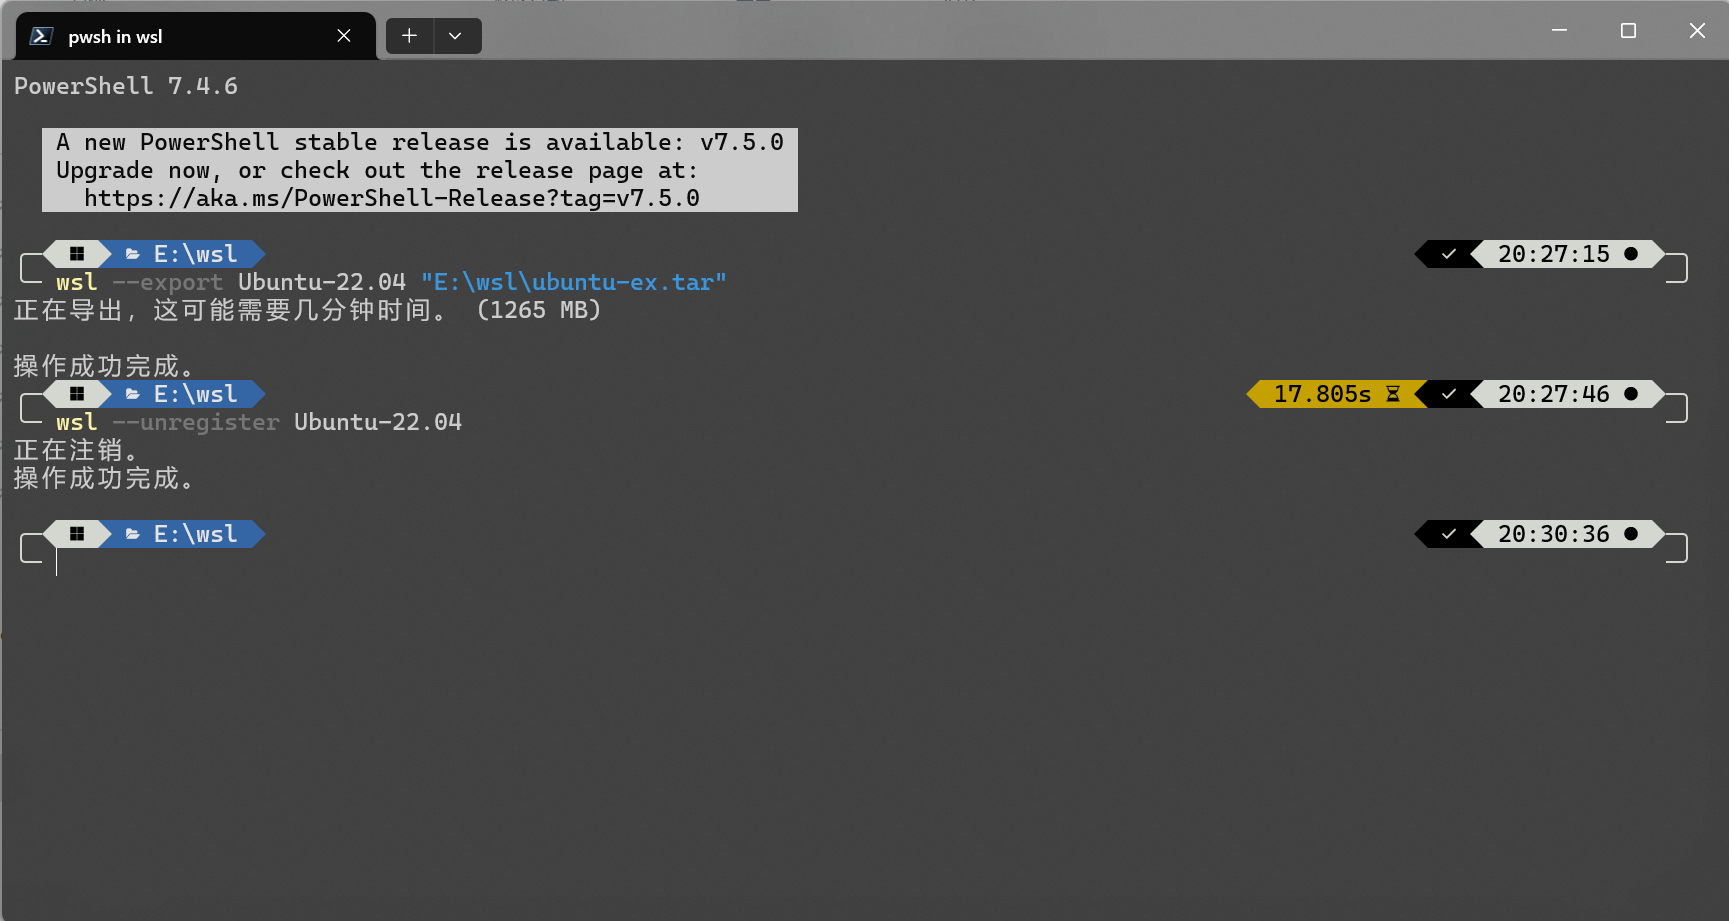 pwsh in wsl
PowerShell 7.4.6
A new PowerShell stable release is available: v7.5.0
Upgrade now, or check out the release page at:
https://aka.ms/PowerShell-Release?tag=v7.5.0
E:\wsl 20:27:15
wsl --export Ubuntu-22.04 "E:\wsl\ubuntu-ex.tar"
正在导出，这可能需要几分钟时间。 (1265 MB)
操作成功完成。
E:\wsl 17.805s 20:27:46
wsl --unregister Ubuntu-22.04
正在注销。
操作成功完成。
E:\wsl 20:30:36